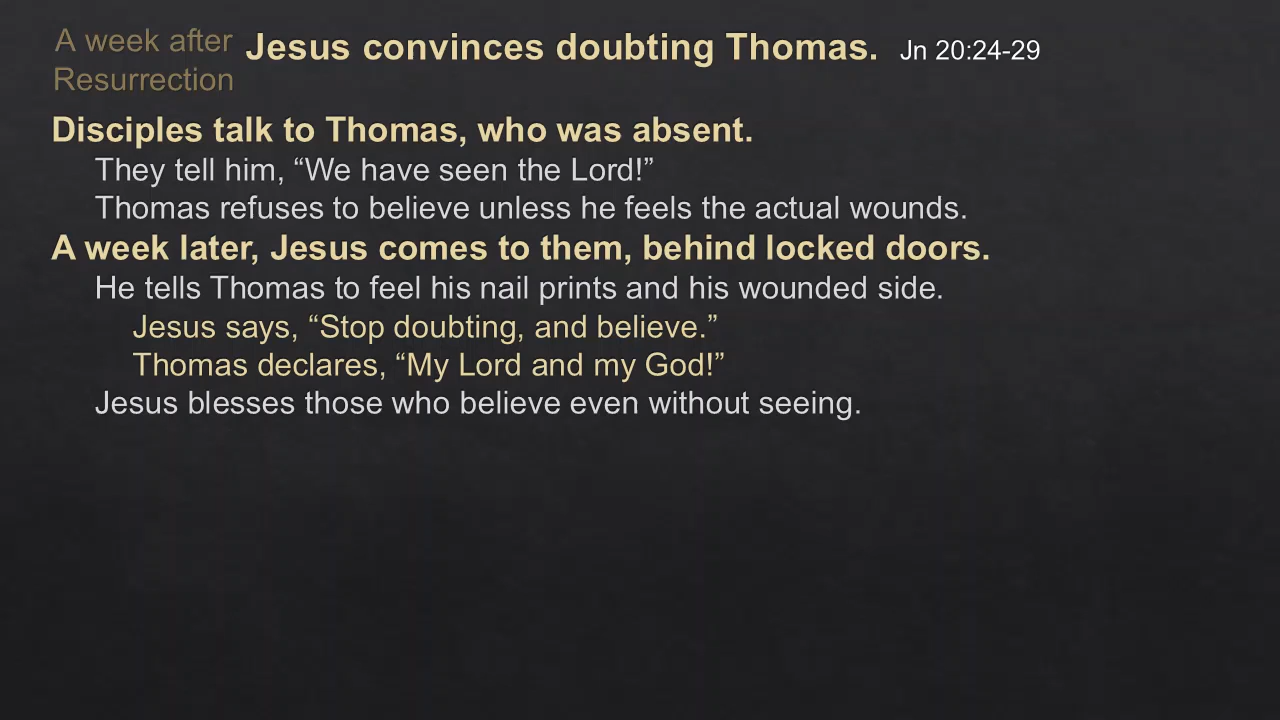 A week after
Resurrection
Jesus convinces doubting Thomas. Jn 20:24-29
Disciples talk to Thomas, who was absent.
They tell him, “We have seen the Lord!”
Thomas refuses to believe unless he feels the actual wounds.
A week later, Jesus comes to them, behind locked doors.
He tells Thomas to feel his nail prints and his wounded side.
Jesus says, “Stop doubting, and believe.”
Thomas declares, “My Lord and my God!”
Jesus blesses those who believe even without seeing.